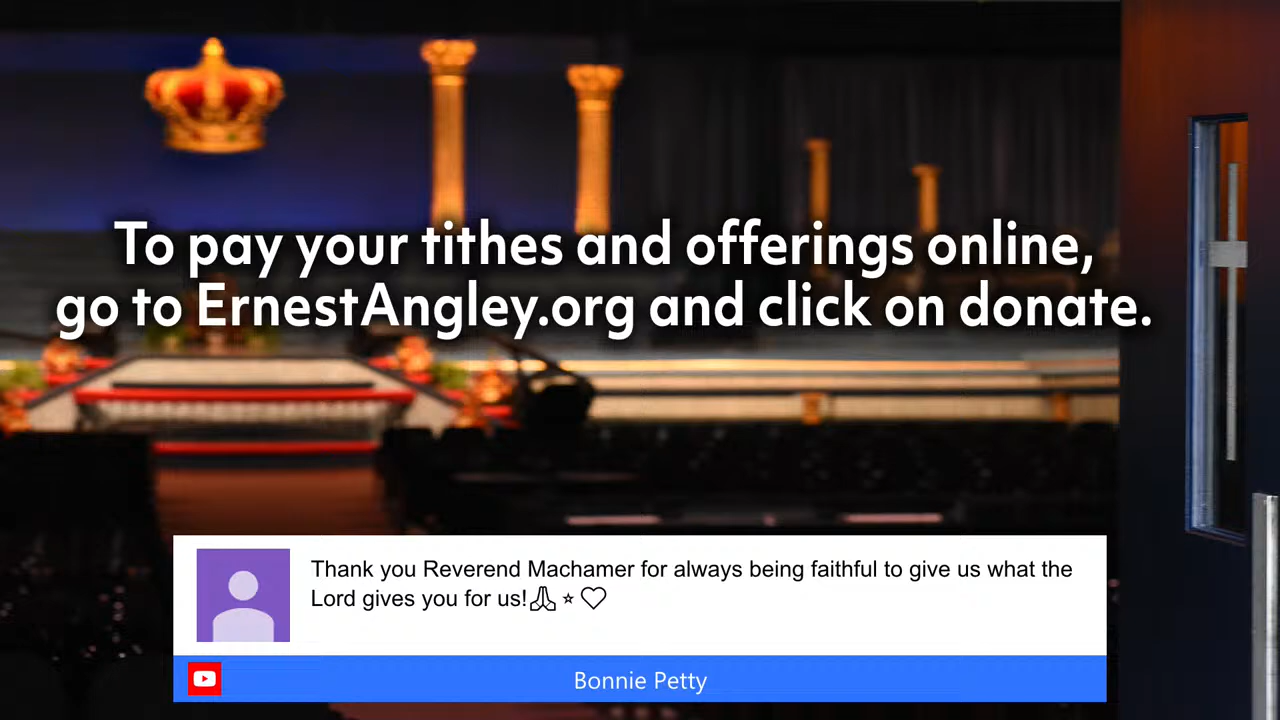 To pay your tithes and offerings online,
go to ErnestAngley.org and click on donate.
Thank you Reverend Machamer for always being faithful to give us what the
Lord gives you for us!🙏⭐♡
Bonnie Petty